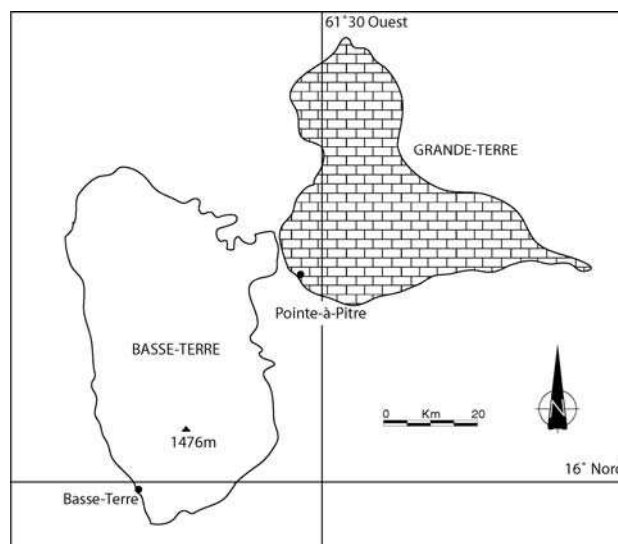 61°30 Ouest
GRANDE-TERRE
Pointe-à-Pitre
BASSE-TERRE
0 Km 20
N
1476m
16° Nord
Basse-Terre